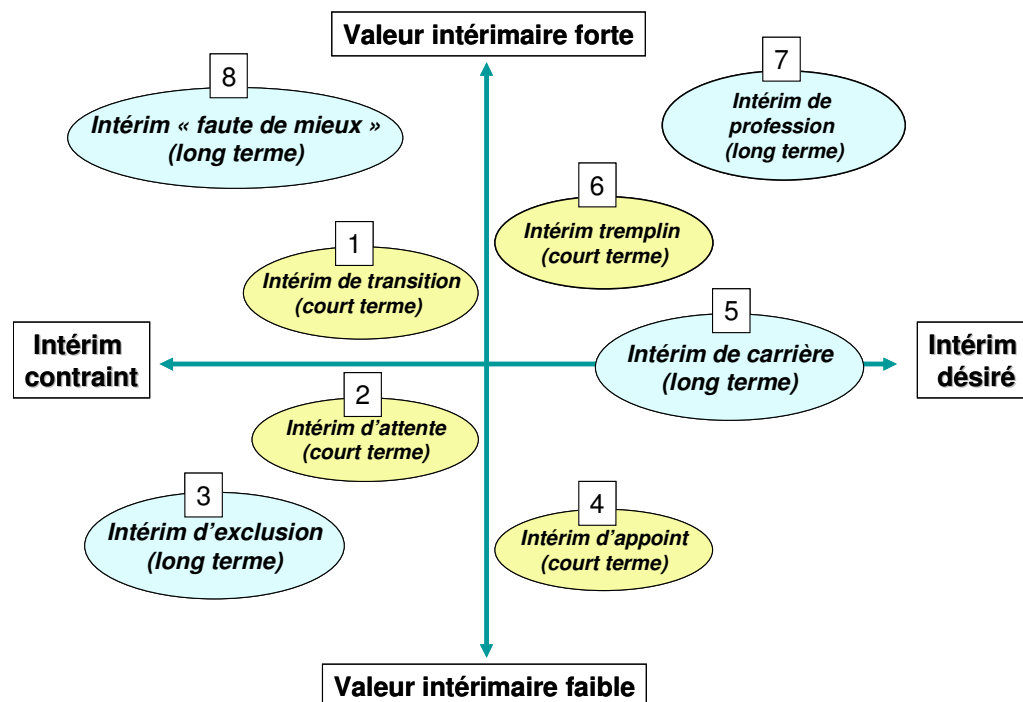 Valeur intérimaire forte
8
Intérim « faute de mieux »
(long terme)
7
Intérim de
profession
(long terme)
6
Intérim tremplin
(court terme)
1
Intérim de transition
(court terme)
5
Intérim de carrière
(long terme)
Intérim
contraint
Intérim
désiré
2
Intérim d'attente
(court terme)
3
Intérim d’exclusion
(long terme)
4
Intérim d’appoint
(court terme)
Valeur intérimaire faible